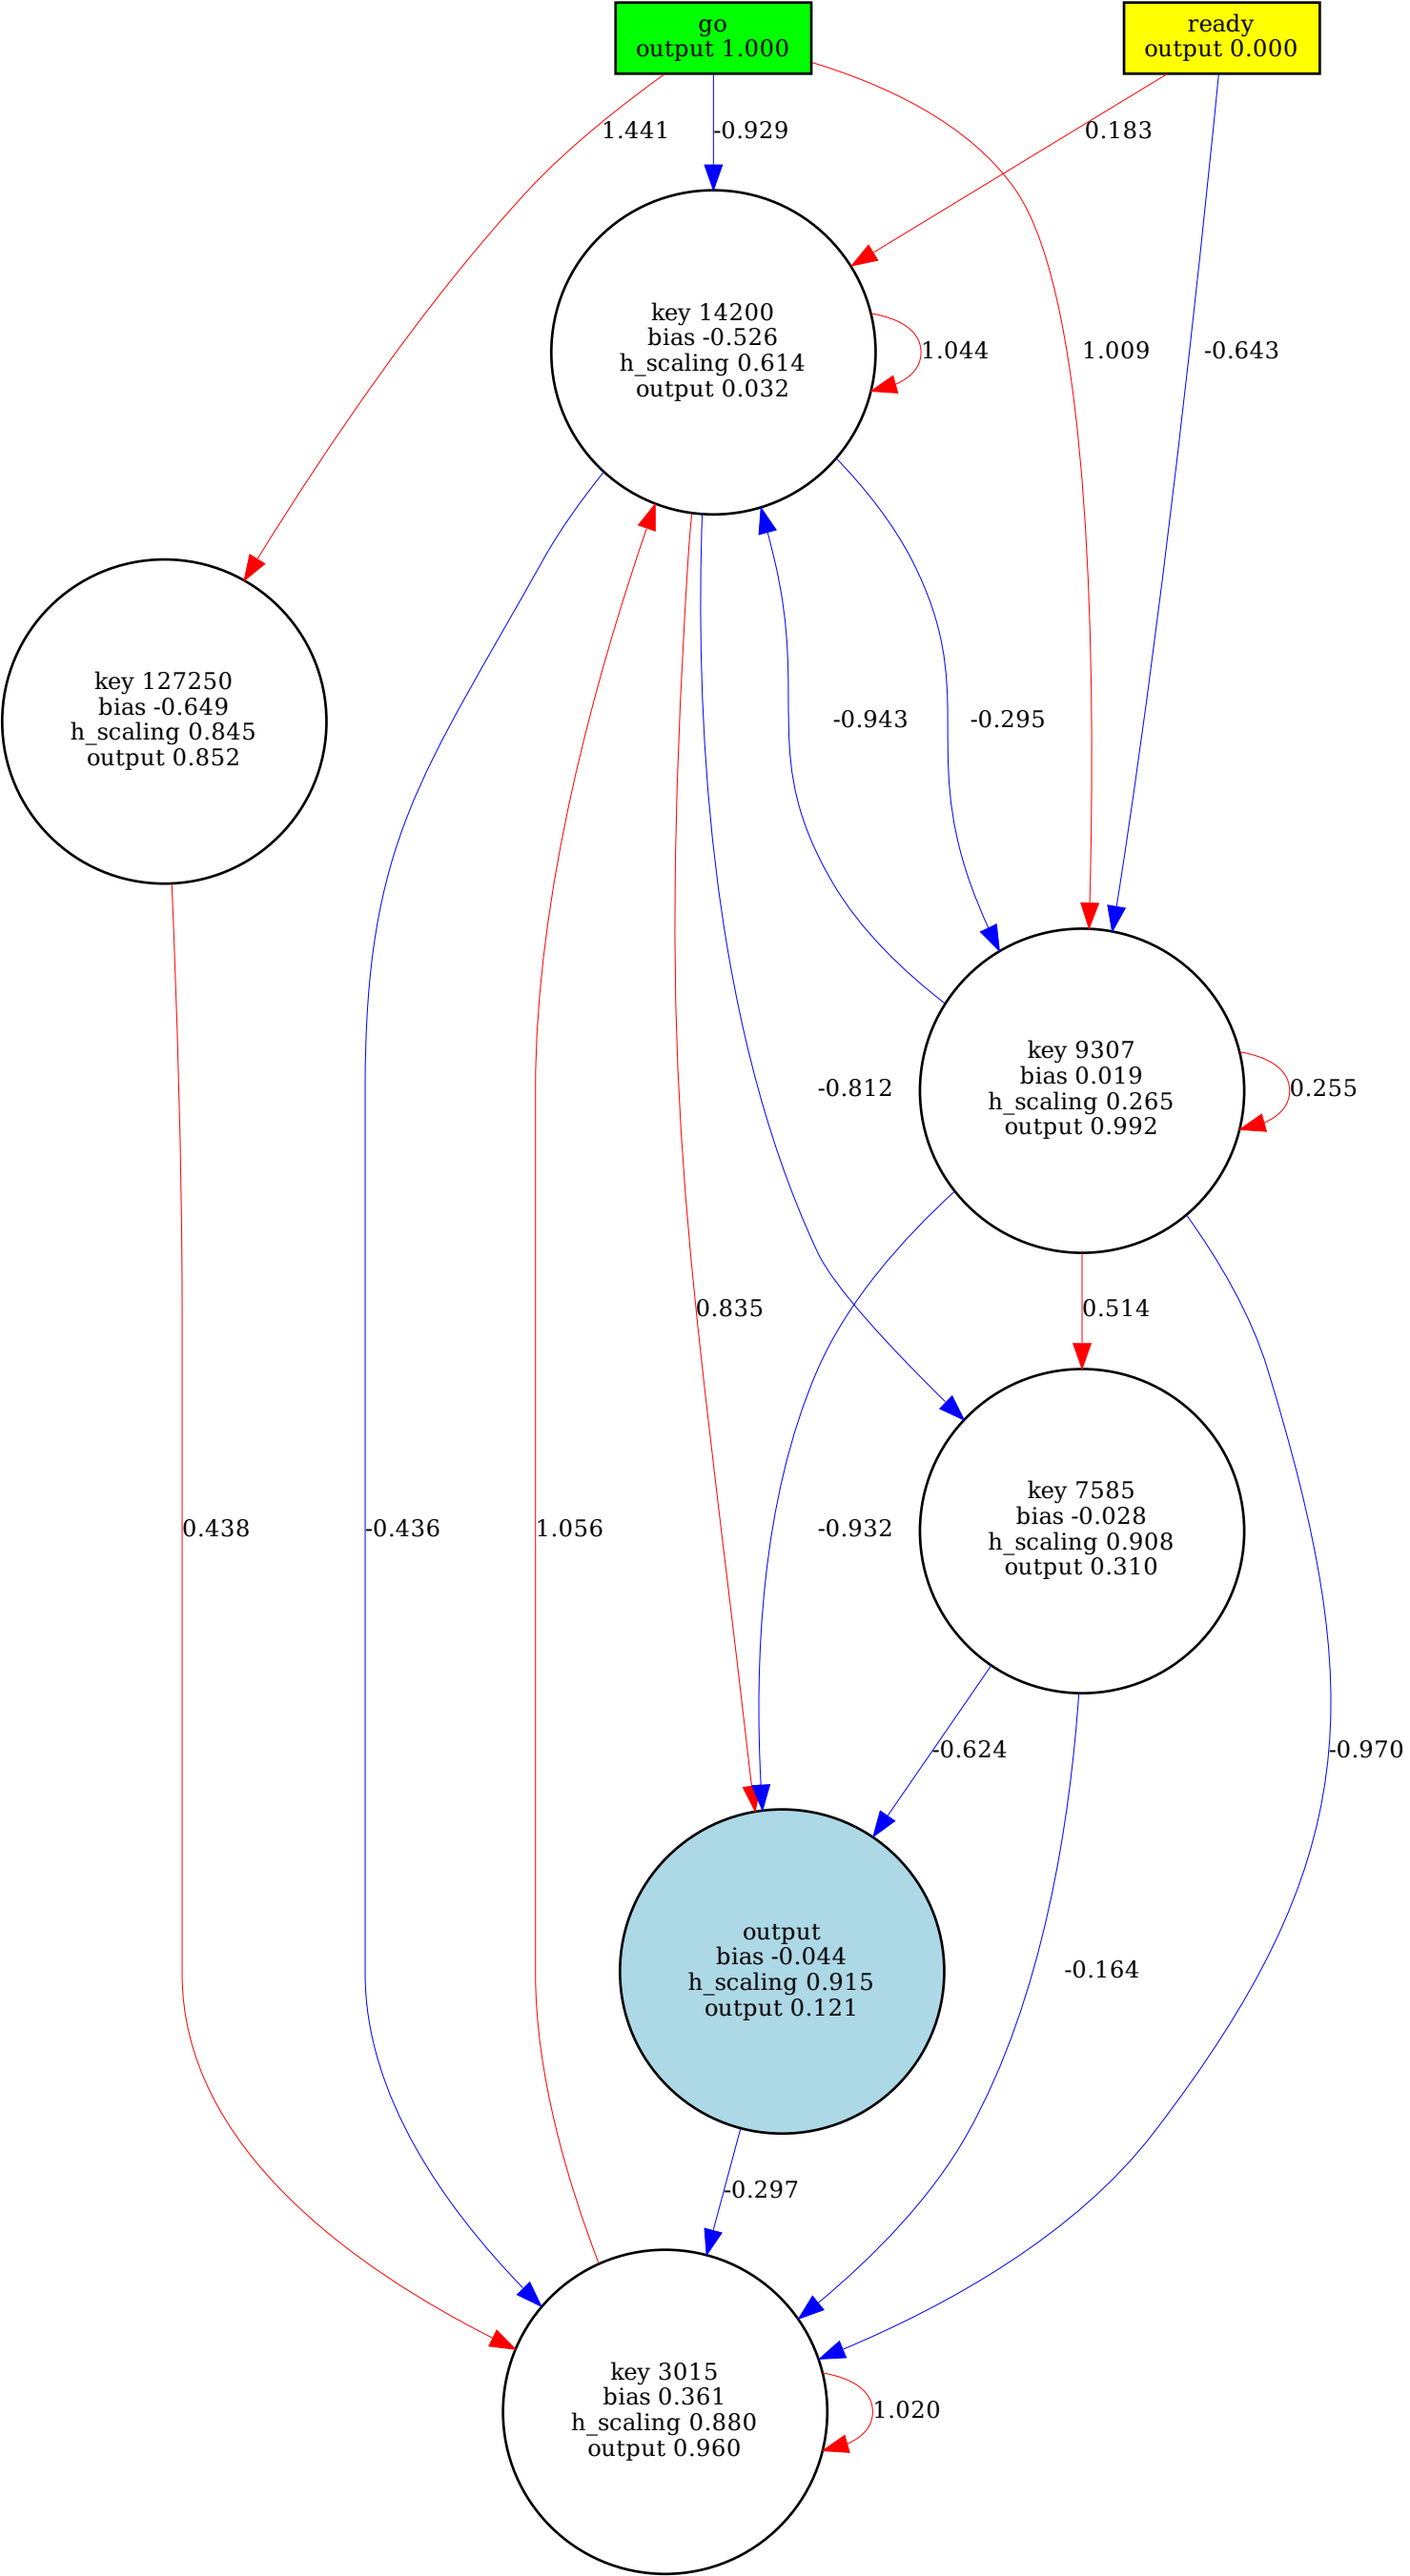 go
output 1.000
ready
output 0.000
1.441
-0.929
0.183
key 14200
bias -0.526
h_scaling 0.614
output 0.032
1.044
1.009
-0.643
key 127250
bias -0.649
h_scaling 0.845
output 0.852
-0.943
-0.295
key 9307
bias 0.019
h_scaling 0.265
output 0.992
-0.812
0.255
0.835
0.514
key 7585
bias -0.028
h_scaling 0.908
output 0.310
0.438
-0.436
1.056
-0.932
-0.624
-0.970
output
bias -0.044
h_scaling 0.915
output 0.121
-0.164
-0.297
key 3015
bias 0.361
h_scaling 0.880
output 0.960
1.020